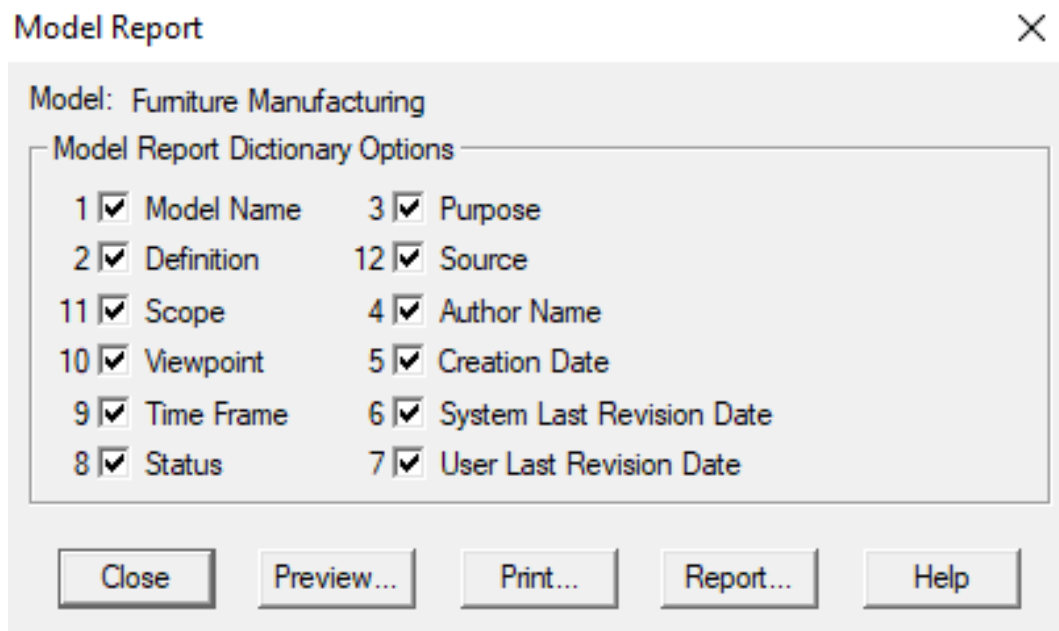 Model Report
Model: Furniture Manufacturing
Model Report Dictionary Options
1 Model Name 3 Purpose
2 Definition 12 Source
11 Scope 4 Author Name
10 Viewpoint 5 Creation Date
9 Time Frame 6 System Last Revision Date
8 Status 7 User Last Revision Date
Close Preview... Print... Report... Help